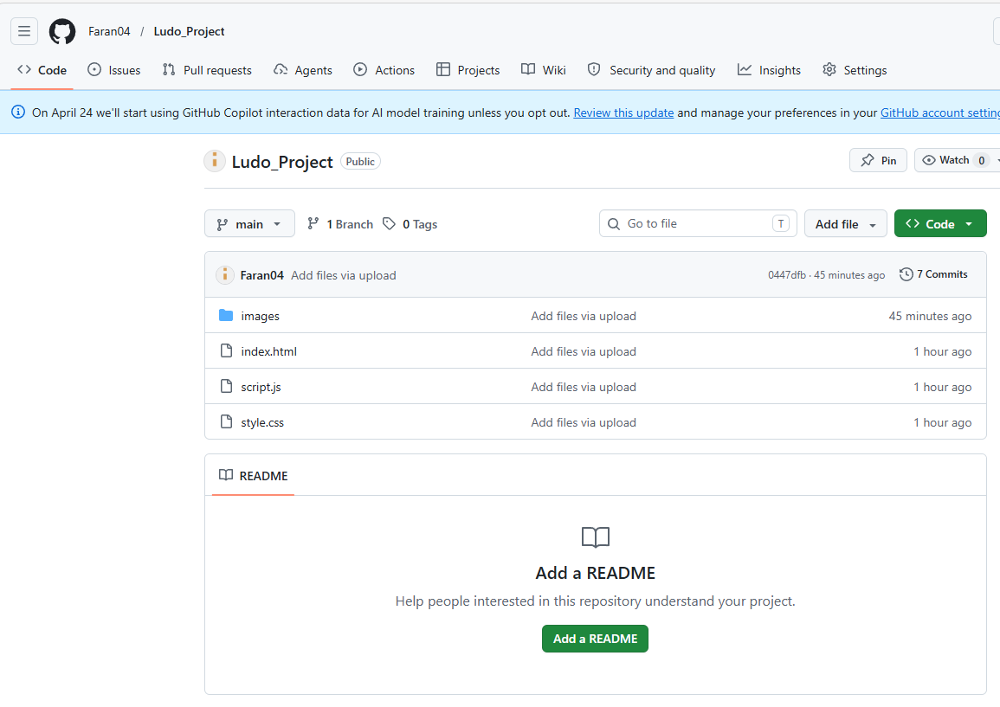 Faran04 / Ludo_Project
Code Issues Pull requests Agents Actions Projects Wiki Security and quality Insights Settings
On April 24 we'll start using GitHub Copilot interaction data for AI model training unless you opt out. Review this update and manage your preferences in your GitHub account setting
Ludo_Project Public Pin Watch 0
main 1 Branch 0 Tags Go to file T Add file Code
Faran04 Add files via upload 0447dfb · 45 minutes ago 7 Commits
images Add files via upload 45 minutes ago
index.html Add files via upload 1 hour ago
script.js Add files via upload 1 hour ago
style.css Add files via upload 1 hour ago
README
Add a README
Help people interested in this repository understand your project.
Add a README